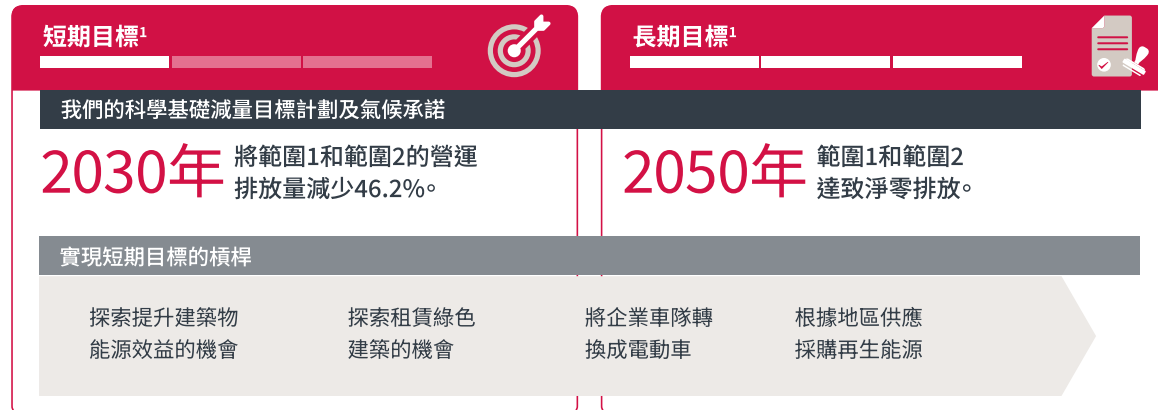 短期目標¹
長期目標¹
我們的科學基礎減量目標計劃及氣候承諾
2030年
將範圍1和範圍2的營運
排放量減少46.2%。
2050年
範圍1和範圍2
達致淨零排放。
實現短期目標的槓桿
探索提升建築物
能源效益的機會
探索租賃綠色
建築的機會
將企業車隊轉
換成電動車
根據地區供應
採購再生能源